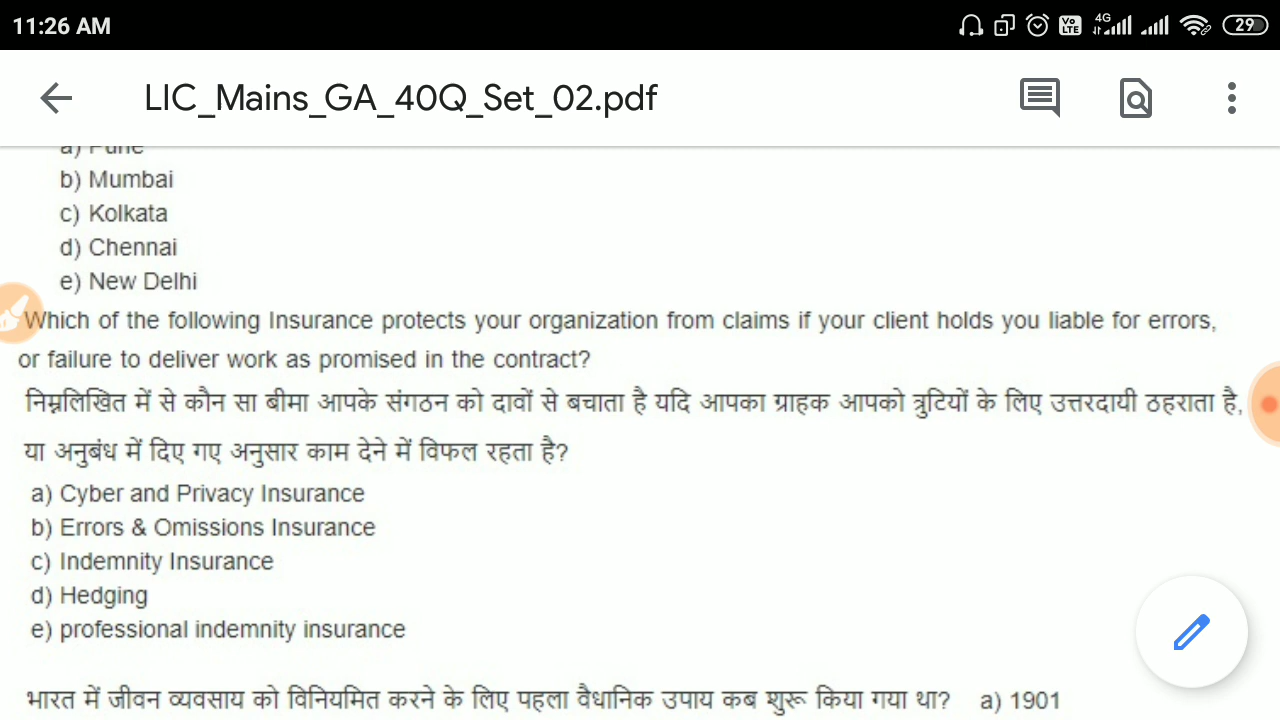 11:26 AM
Vo LTE 4G 29
LIC_Mains_GA_40Q_Set_02.pdf
a) Pune
b) Mumbai
c) Kolkata
d) Chennai
e) New Delhi
Which of the following Insurance protects your organization from claims if your client holds you liable for errors,
or failure to deliver work as promised in the contract?
निम्नलिखित में से कौन सा बीमा आपके संगठन को दावों से बचाता है यदि आपका ग्राहक आपको त्रुटियों के लिए उत्तरदायी ठहराता है,
या अनुबंध में दिए गए अनुसार काम देने में विफल रहता है?
a) Cyber and Privacy Insurance
b) Errors & Omissions Insurance
c) Indemnity Insurance
d) Hedging
e) professional indemnity insurance
भारत में जीवन व्यवसाय को विनियमित करने के लिए पहला वैधानिक उपाय कब शुरू किया गया था? a) 1901